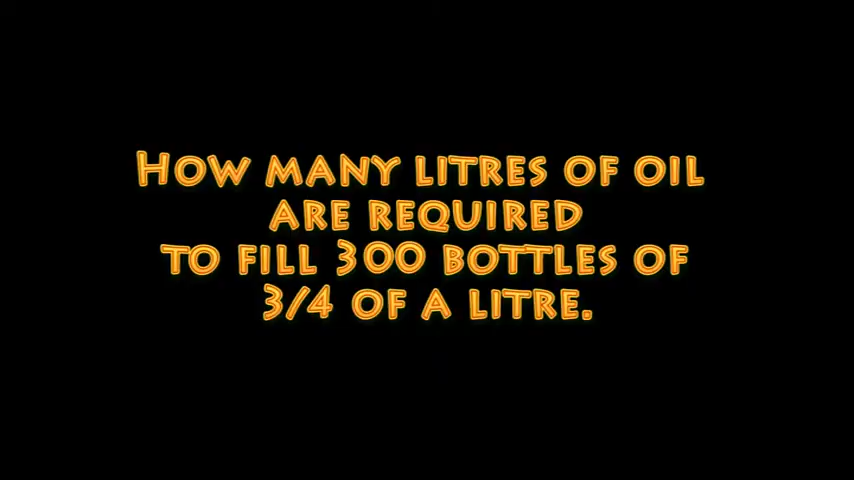 How many litres of oil
are required
to fill 300 bottles of
3/4 of a litre.